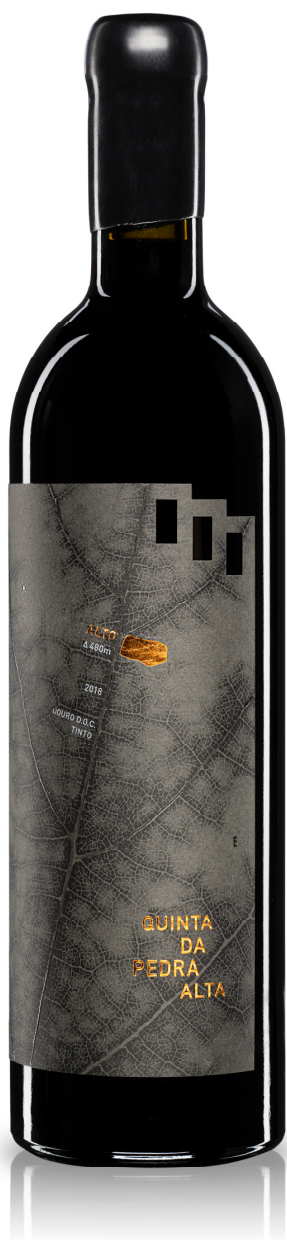 ALTO
Δ 480m
2018
DOURO D.O.C.
TINTO
E
QUINTA
DA
PEDRA
ALTA